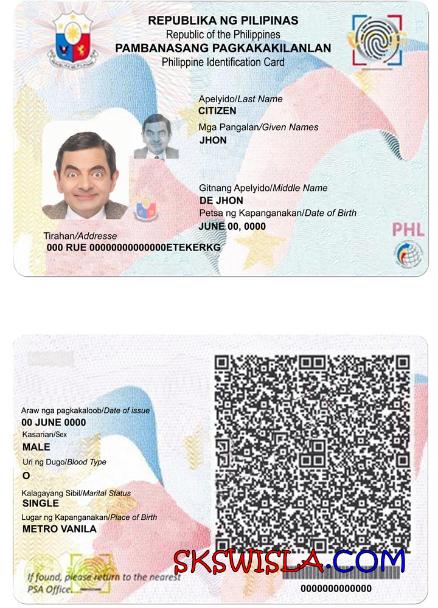 REPUBLIKA NG PILIPINAS
Republic of the Philippines
PAMBANASANG PAGKAKAKILANLAN
Philippine Identification Card
Apelyido/Last Name
CITIZEN
Mga Pangalan/Given Names
JHON
Gitnang Apelyido/Middle Name
DE JHON
Petsa ng Kapanganakan/Date of Birth
JUNE 00, 0000
Tirahan/Addresse
000 RUE 00000000000000ETEKERKG
PHL
Araw nga pagkakaloob/Date of issue
00 JUNE 0000
Kasarian/Sex
MALE
Uri ng Dugo/Blood Type
O
Kalagayang Sibil/Marital Status
SINGLE
Lugar ng Kapanganakan/Place of Birth
METRO VANILA
If found, please return to the nearest
PSA Office.
SKSWISLA.COM
0000000000000